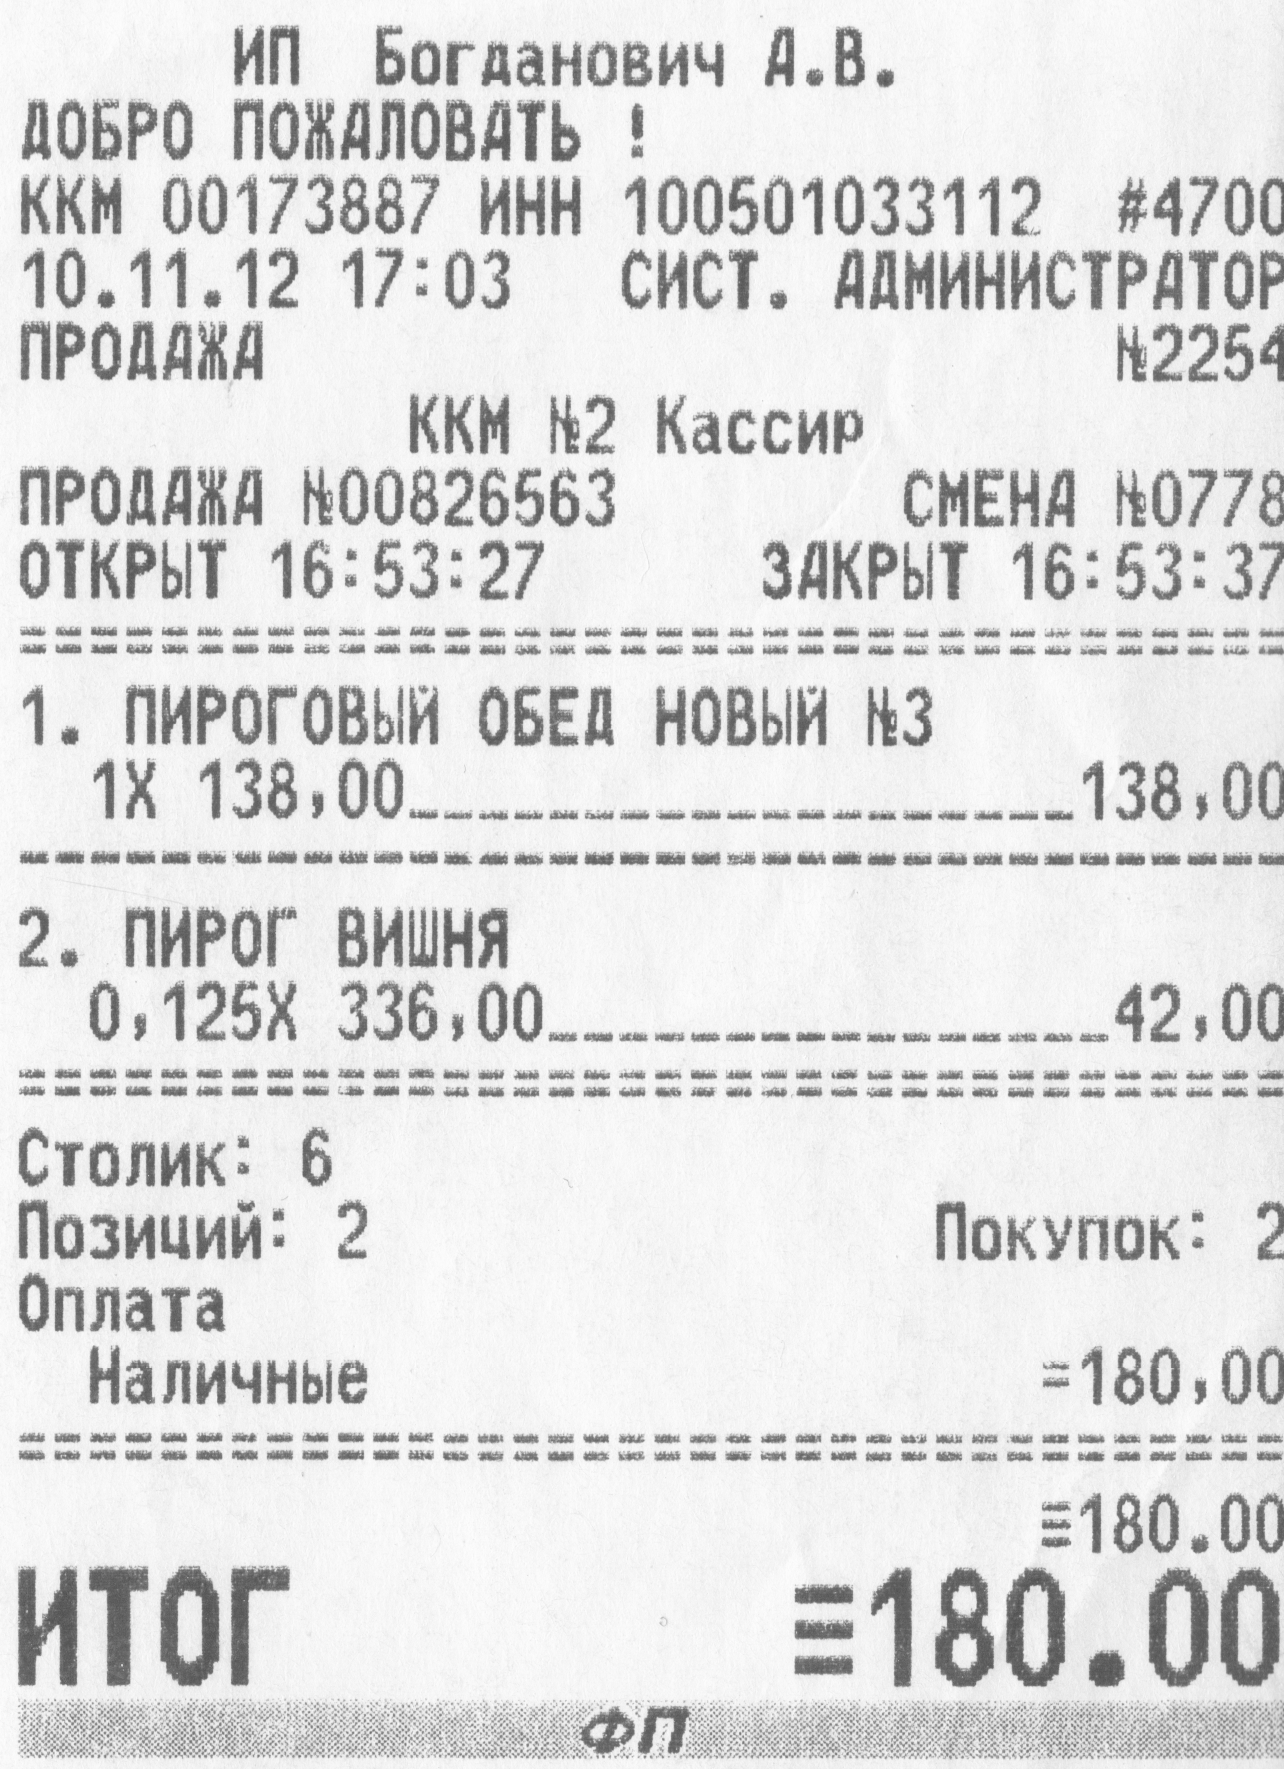 ИП Богданович А.В.
ДОБРО ПОЖАЛОВАТЬ !
ККМ 00173887 ИНН 100501033112 #4700
10.11.12 17:03 СИСТ. АДМИНИСТРАТОР
ПРОДАЖА №2254
ККМ №2 Кассир
ПРОДАЖА №00826563 СМЕНА №0778
ОТКРЫТ 16:53:27 ЗАКРЫТ 16:53:37
1. ПИРОГОВЫЙ ОБЕД НОВЫЙ №3
1X 138,00 138,00
2. ПИРОГ ВИШНЯ
0,125X 336,00 42,00
Столик: 6
Позиций: 2 Покупок: 2
Оплата
Наличные =180,00
≡180.00
ИТОГ ≡180.00
ФП